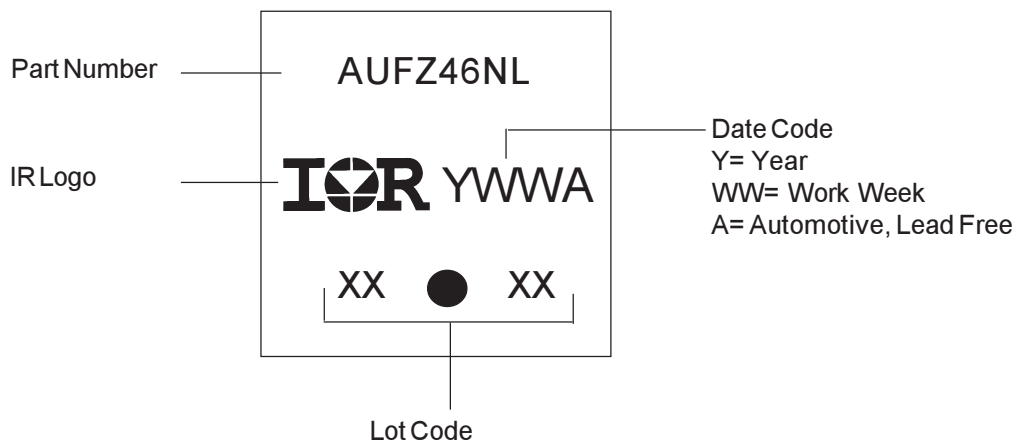 Part Number
AUFZ46NL
IR Logo
IOR YWWA
Date Code
Y= Year
WW= Work Week
A= Automotive, Lead Free
XX XX
Lot Code